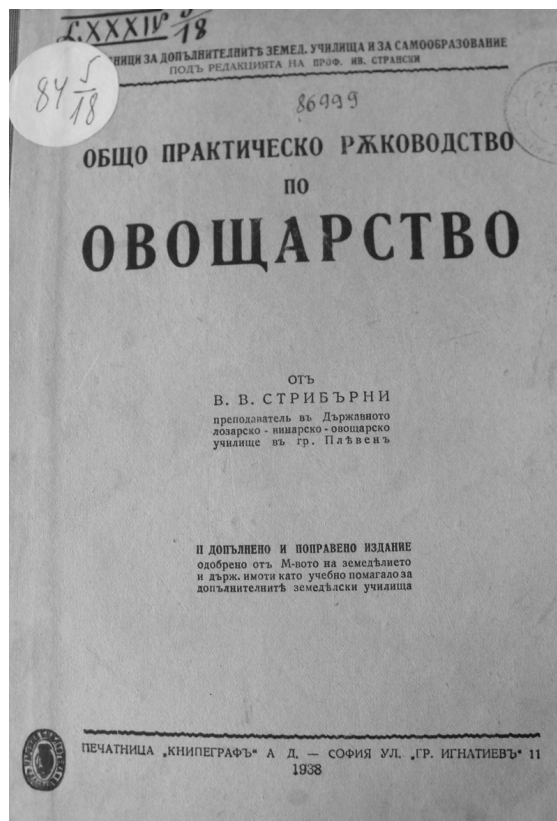 LXXXIV 5/18
НИЦИ ЗА ДОПЪЛНИТЕЛНИТѢ ЗЕМЕД. УЧИЛИЩА И ЗА САМООБРАЗОВАНИЕ
ПОДЪ РЕДАКЦИЯТА НА ПРОФ. ИВ. СТРАНСКИ
84 5/18
86999
ОБЩО ПРАКТИЧЕСКО РѪКОВОДСТВО
ПО
ОВОЩАРСТВО
ОТЪ
В. В. СТРИБЪРНИ
преподаватель въ Държавното
лозарско - винарско - овощарско
училище въ гр. Плѣвенъ
II ДОПЪЛНЕНО И ПОПРАВЕНО ИЗДАНИЕ
одобрено отъ М-вото на земедѣлието
и държ. имоти като учебно помагало за
допълнителнитѣ земедѣлски училища
ПЕЧАТНИЦА „КНИПЕГРАФЪ“ А Д. — СОФИЯ УЛ. „ГР. ИГНАТИЕВЪ“ 11
1938